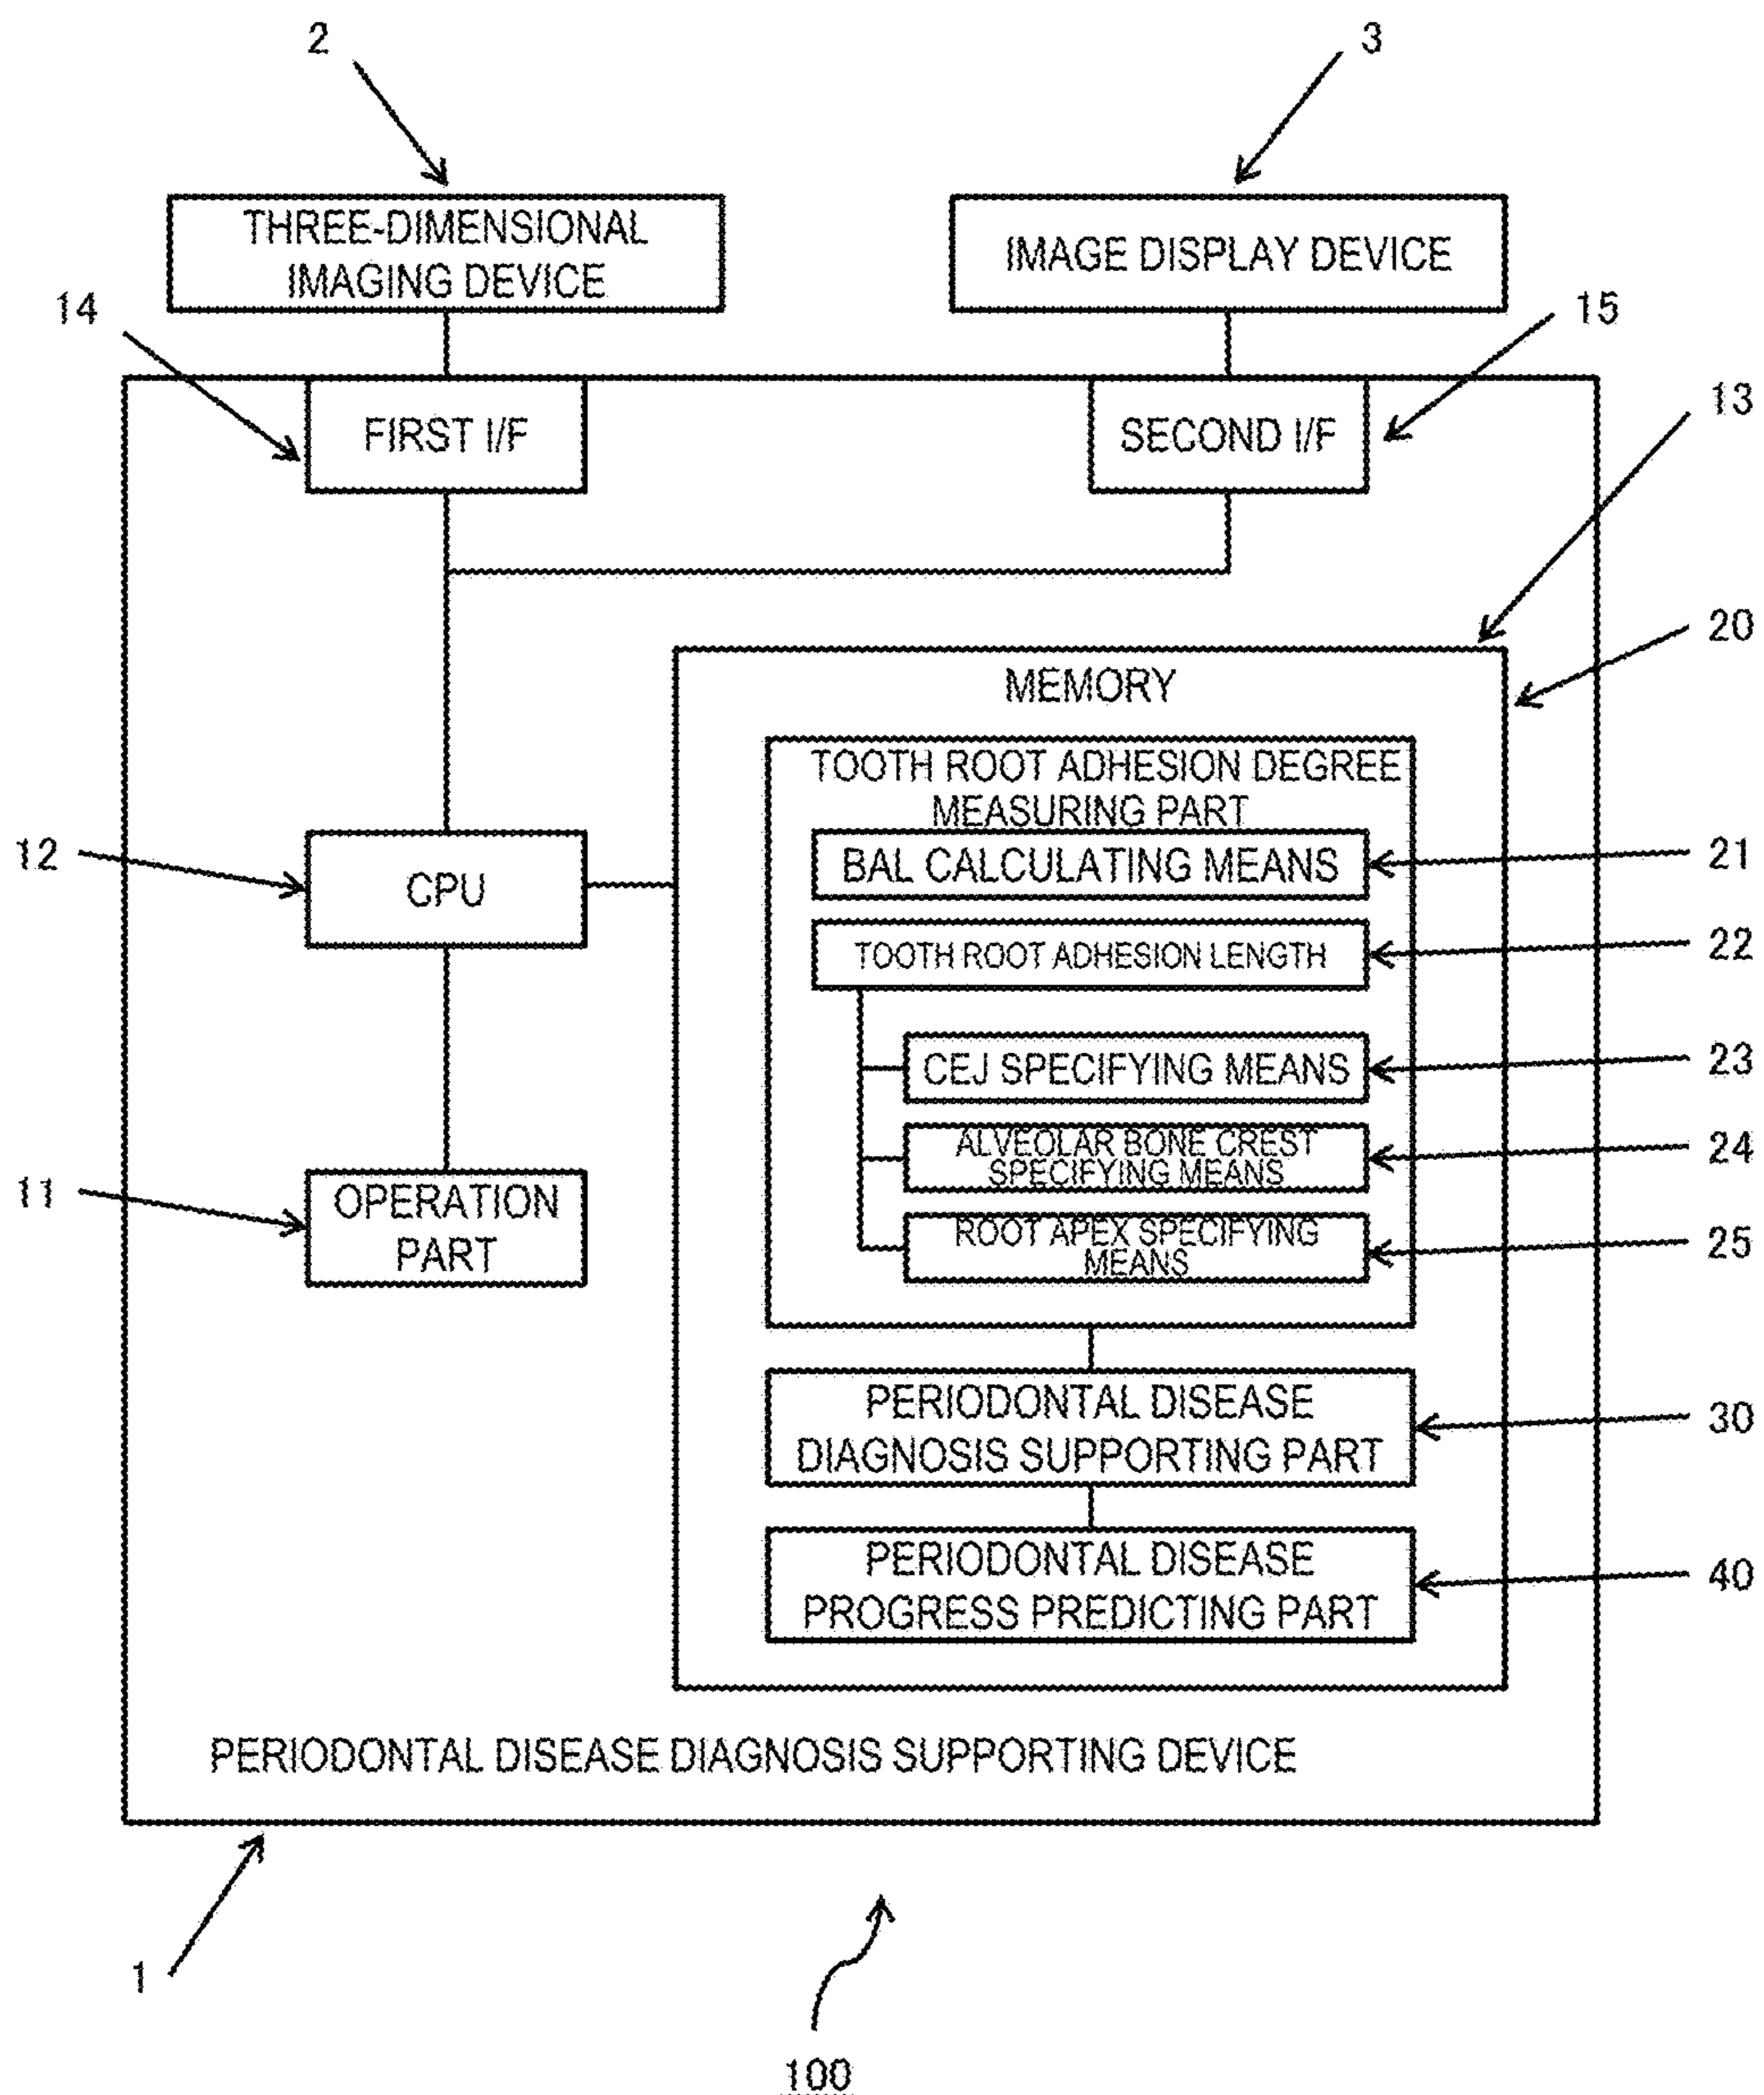 2
3
THREE-DIMENSIONAL
IMAGING DEVICE
IMAGE DISPLAY DEVICE
14
15
FIRST I/F
SECOND I/F
13
20
MEMORY
TOOTH ROOT ADHESION DEGREE
MEASURING PART
12
CPU
BAL CALCULATING MEANS
21
TOOTH ROOT ADHESION LENGTH
22
CEJ SPECIFYING MEANS
23
ALVEOLAR BONE CREST
SPECIFYING MEANS
24
11
OPERATION
PART
ROOT APEX SPECIFYING
MEANS
25
PERIODONTAL DISEASE
DIAGNOSIS SUPPORTING PART
30
PERIODONTAL DISEASE
PROGRESS PREDICTING PART
40
PERIODONTAL DISEASE DIAGNOSIS SUPPORTING DEVICE
1
100